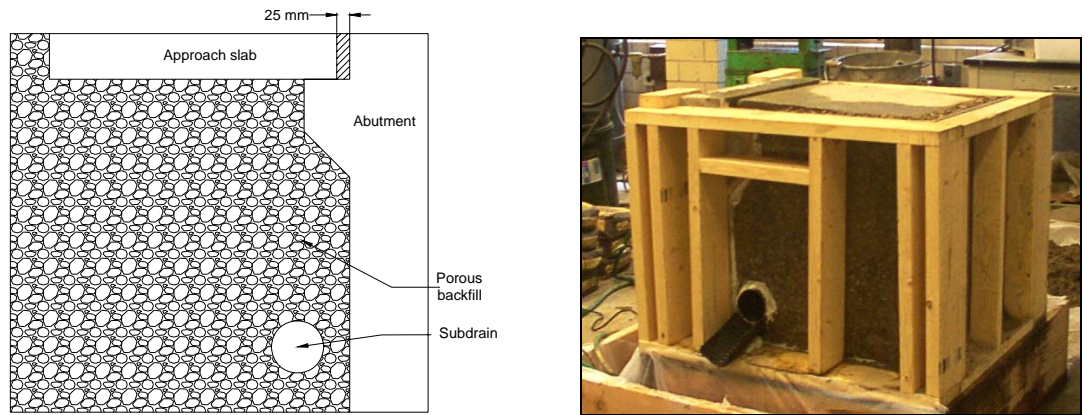 25 mm
Approach slab
Abutment
Porous
backfill
Subdrain